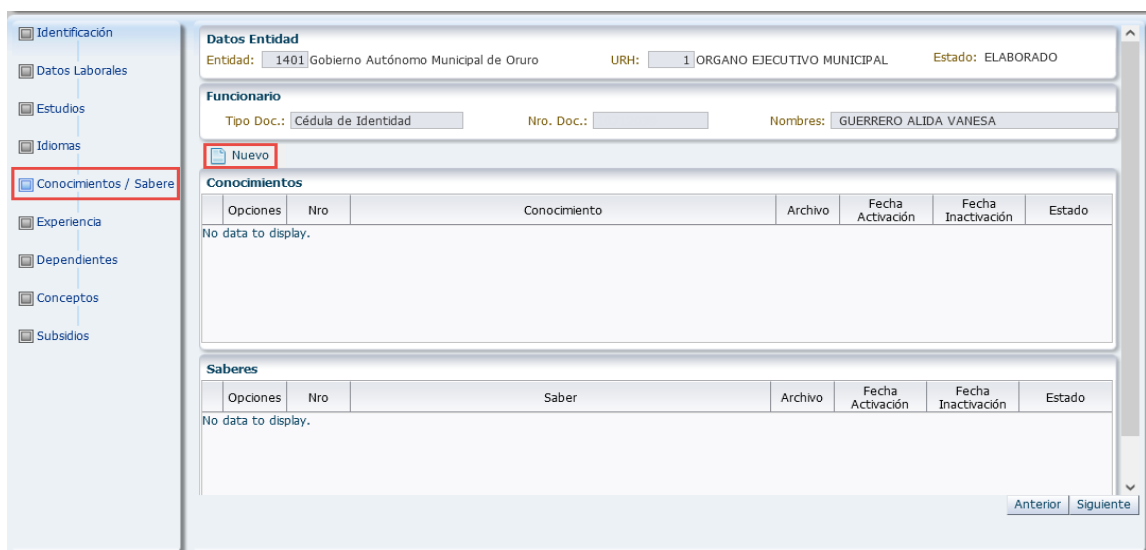 Identificación
Datos Laborales
Estudios
Idiomas
Conocimientos / Sabere
Experiencia
Dependientes
Conceptos
Subsidios
Datos Entidad
Entidad: 1401 Gobierno Autónomo Municipal de Oruro URH: 1 ORGANO EJECUTIVO MUNICIPAL Estado: ELABORADO
Funcionario
Tipo Doc.: Cédula de Identidad Nro. Doc.: Nombres: GUERRERO ALIDA VANESA
Nuevo
Conocimientos
Opciones Nro Conocimiento Archivo Fecha Activación Fecha Inactivación Estado
No data to display.
Saberes
Opciones Nro Saber Archivo Fecha Activación Fecha Inactivación Estado
No data to display.
Anterior Siguiente